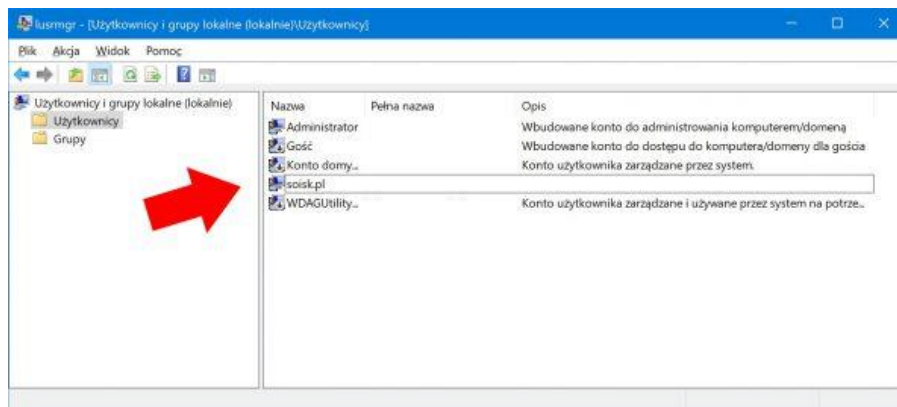 lusrmgr - [Użytkownicy i grupy lokalne (lokalnie)\Użytkownicy]
Plik Akcja Widok Pomoc
Użytkownicy i grupy lokalne (lokalnie)
Użytkownicy
Grupy
Nazwa Pełna nazwa Opis
Administrator Wbudowane konto do administrowania komputerem/domeną
Gość Wbudowane konto do dostępu do komputera/domeny dla gościa
Konto domy... Konto użytkownika zarządzane przez system.
soisk.pl
WDAGUtility... Konto użytkownika zarządzane i używane przez system na potrze...